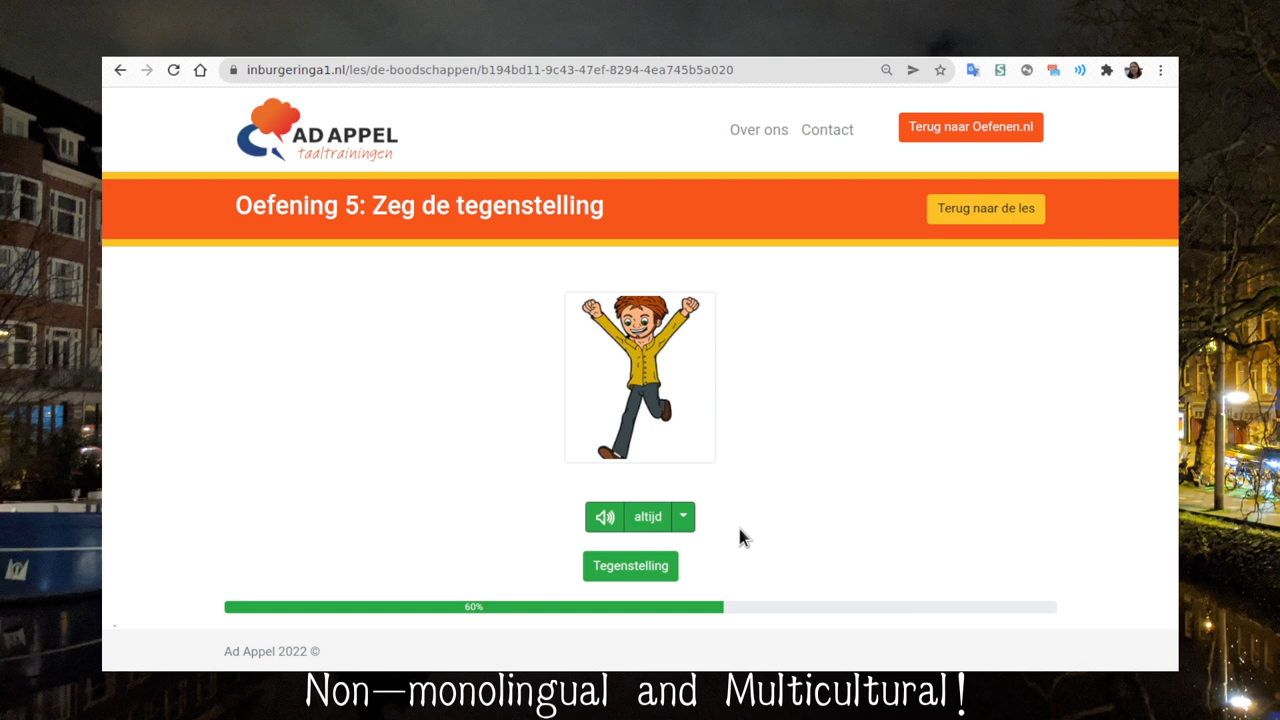 inburgeringa1.nl/les/de-boodschappen/b194bd11-9c43-47ef-8294-4ea745b5a020
AD APPEL
taaltrainingen
Over ons
Contact
Terug naar Oefenen.nl
Oefening 5: Zeg de tegenstelling
Terug naar de les
altijd
Tegenstelling
60%
Ad Appel 2022 ©
Non—monolingual and Multicultural!